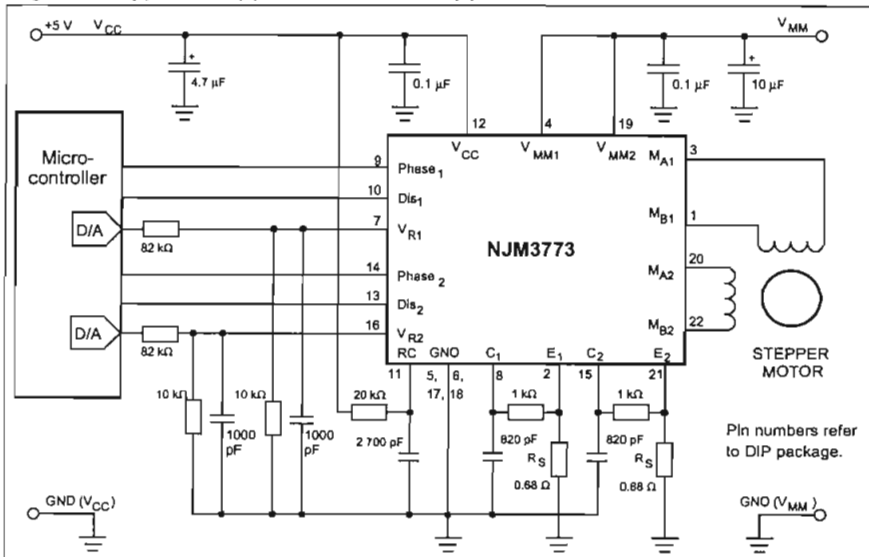 +5 V V_CC
V_MM
4.7 µF
0.1 µF
0.1 µF
10 µF
12
4
19
Micro-
controller
D/A
D/A
82 kΩ
82 kΩ
9
10
7
14
13
16
V_CC
V_MM1
V_MM2
Phase_1
Dis_1
V_R1
Phase_2
Dis_2
V_R2
NJM3773
M_A1
M_B1
M_A2
M_B2
3
1
20
22
STEPPER
MOTOR
RC
GNO
C_1
E_1
C_2
E_2
11
5,
6,
17,
18
8
2
15
21
10 kΩ
1000
pF
10 kΩ
1000
pF
20 kΩ
2 700 pF
1 kΩ
820 pF
R_S
0.68 Ω
1 kΩ
820 pF
R_S
0.68 Ω
Pin numbers refer
to DIP package.
GND (V_CC)
GNO (V_MM)